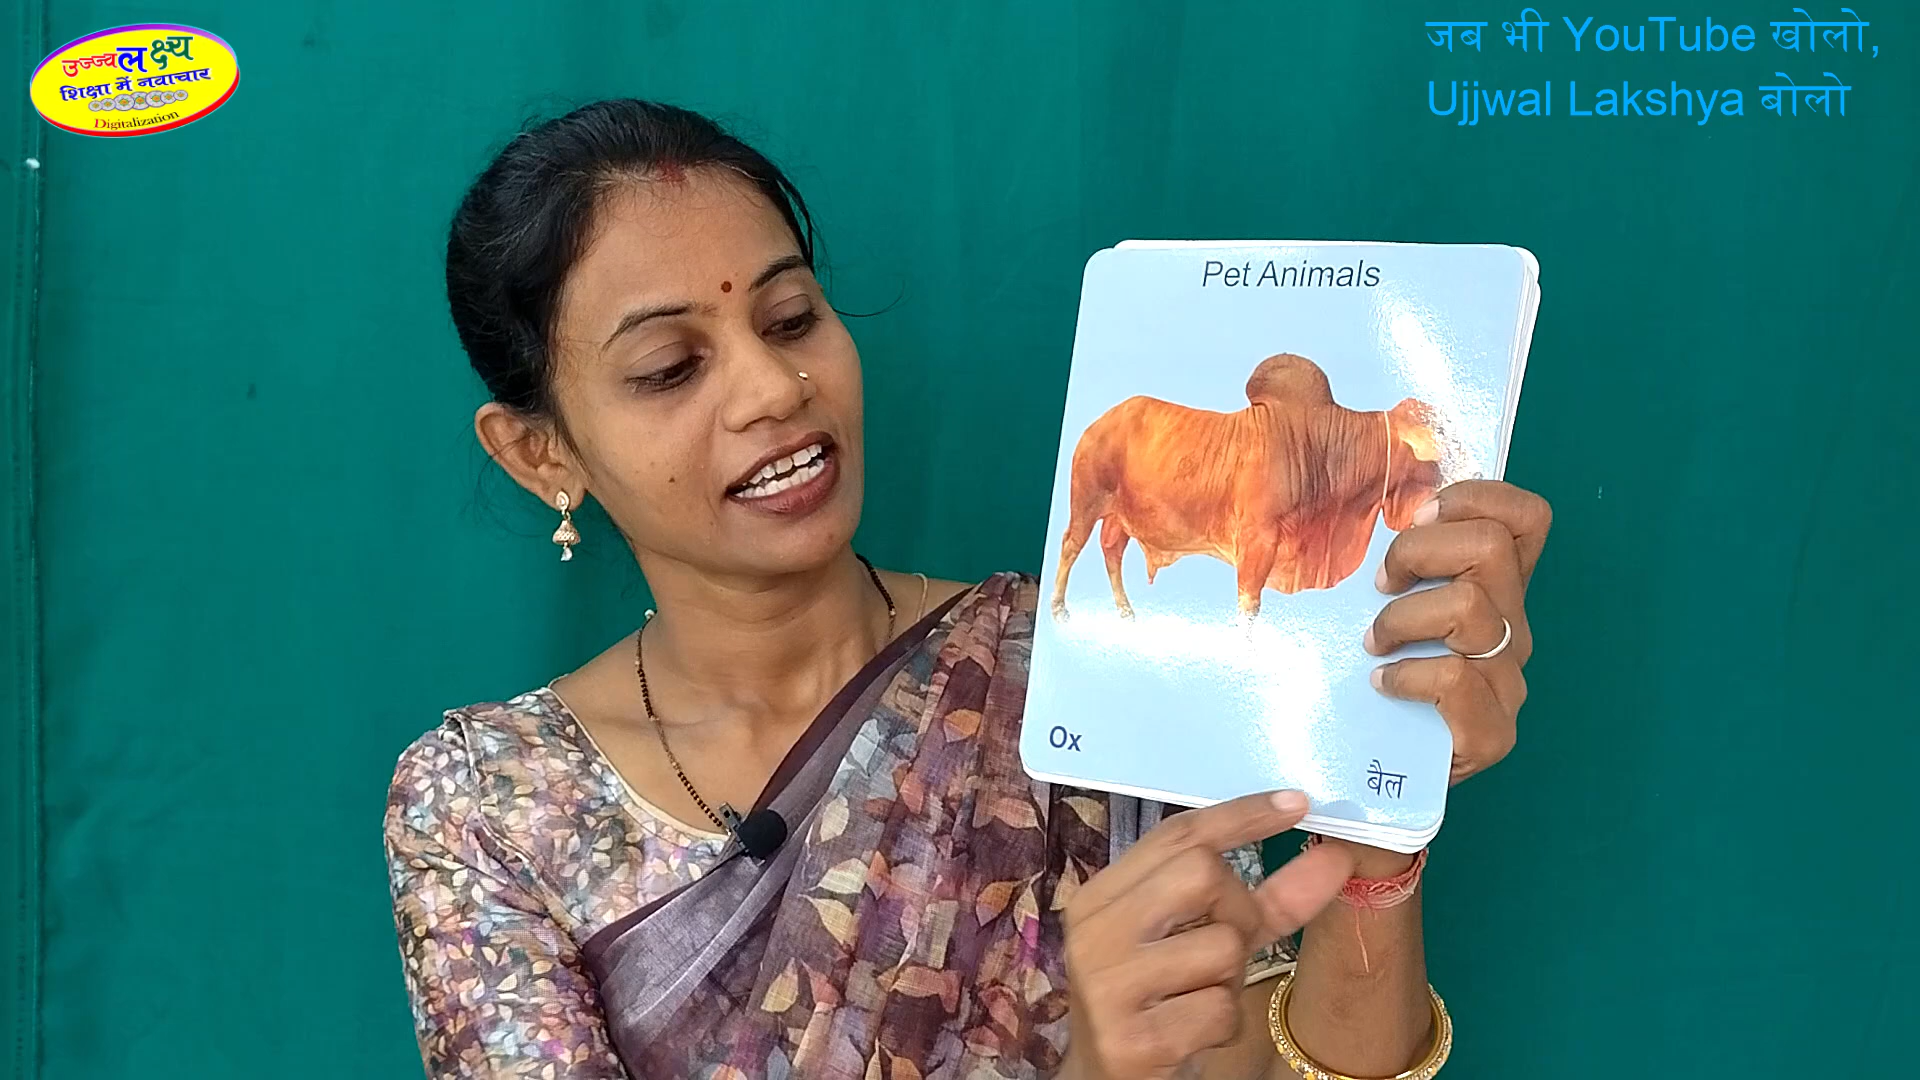 उज्ज्वलक्ष्य
शिक्षा में नवाचार
Digitalization
जब भी YouTube खोलो,
Ujjwal Lakshya बोलो
Pet Animals
Ox
बैल